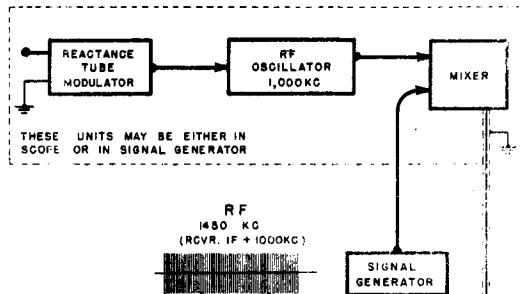 REACTANCE
TUBE
MODULATOR
RF
OSCILLATOR
1,000KC
MIXER
THESE UNITS MAY BE EITHER IN
SCOPE OR IN SIGNAL GENERATOR
RF
1450 KC
(RCVR. IF + 1000KC)
SIGNAL
GENERATOR